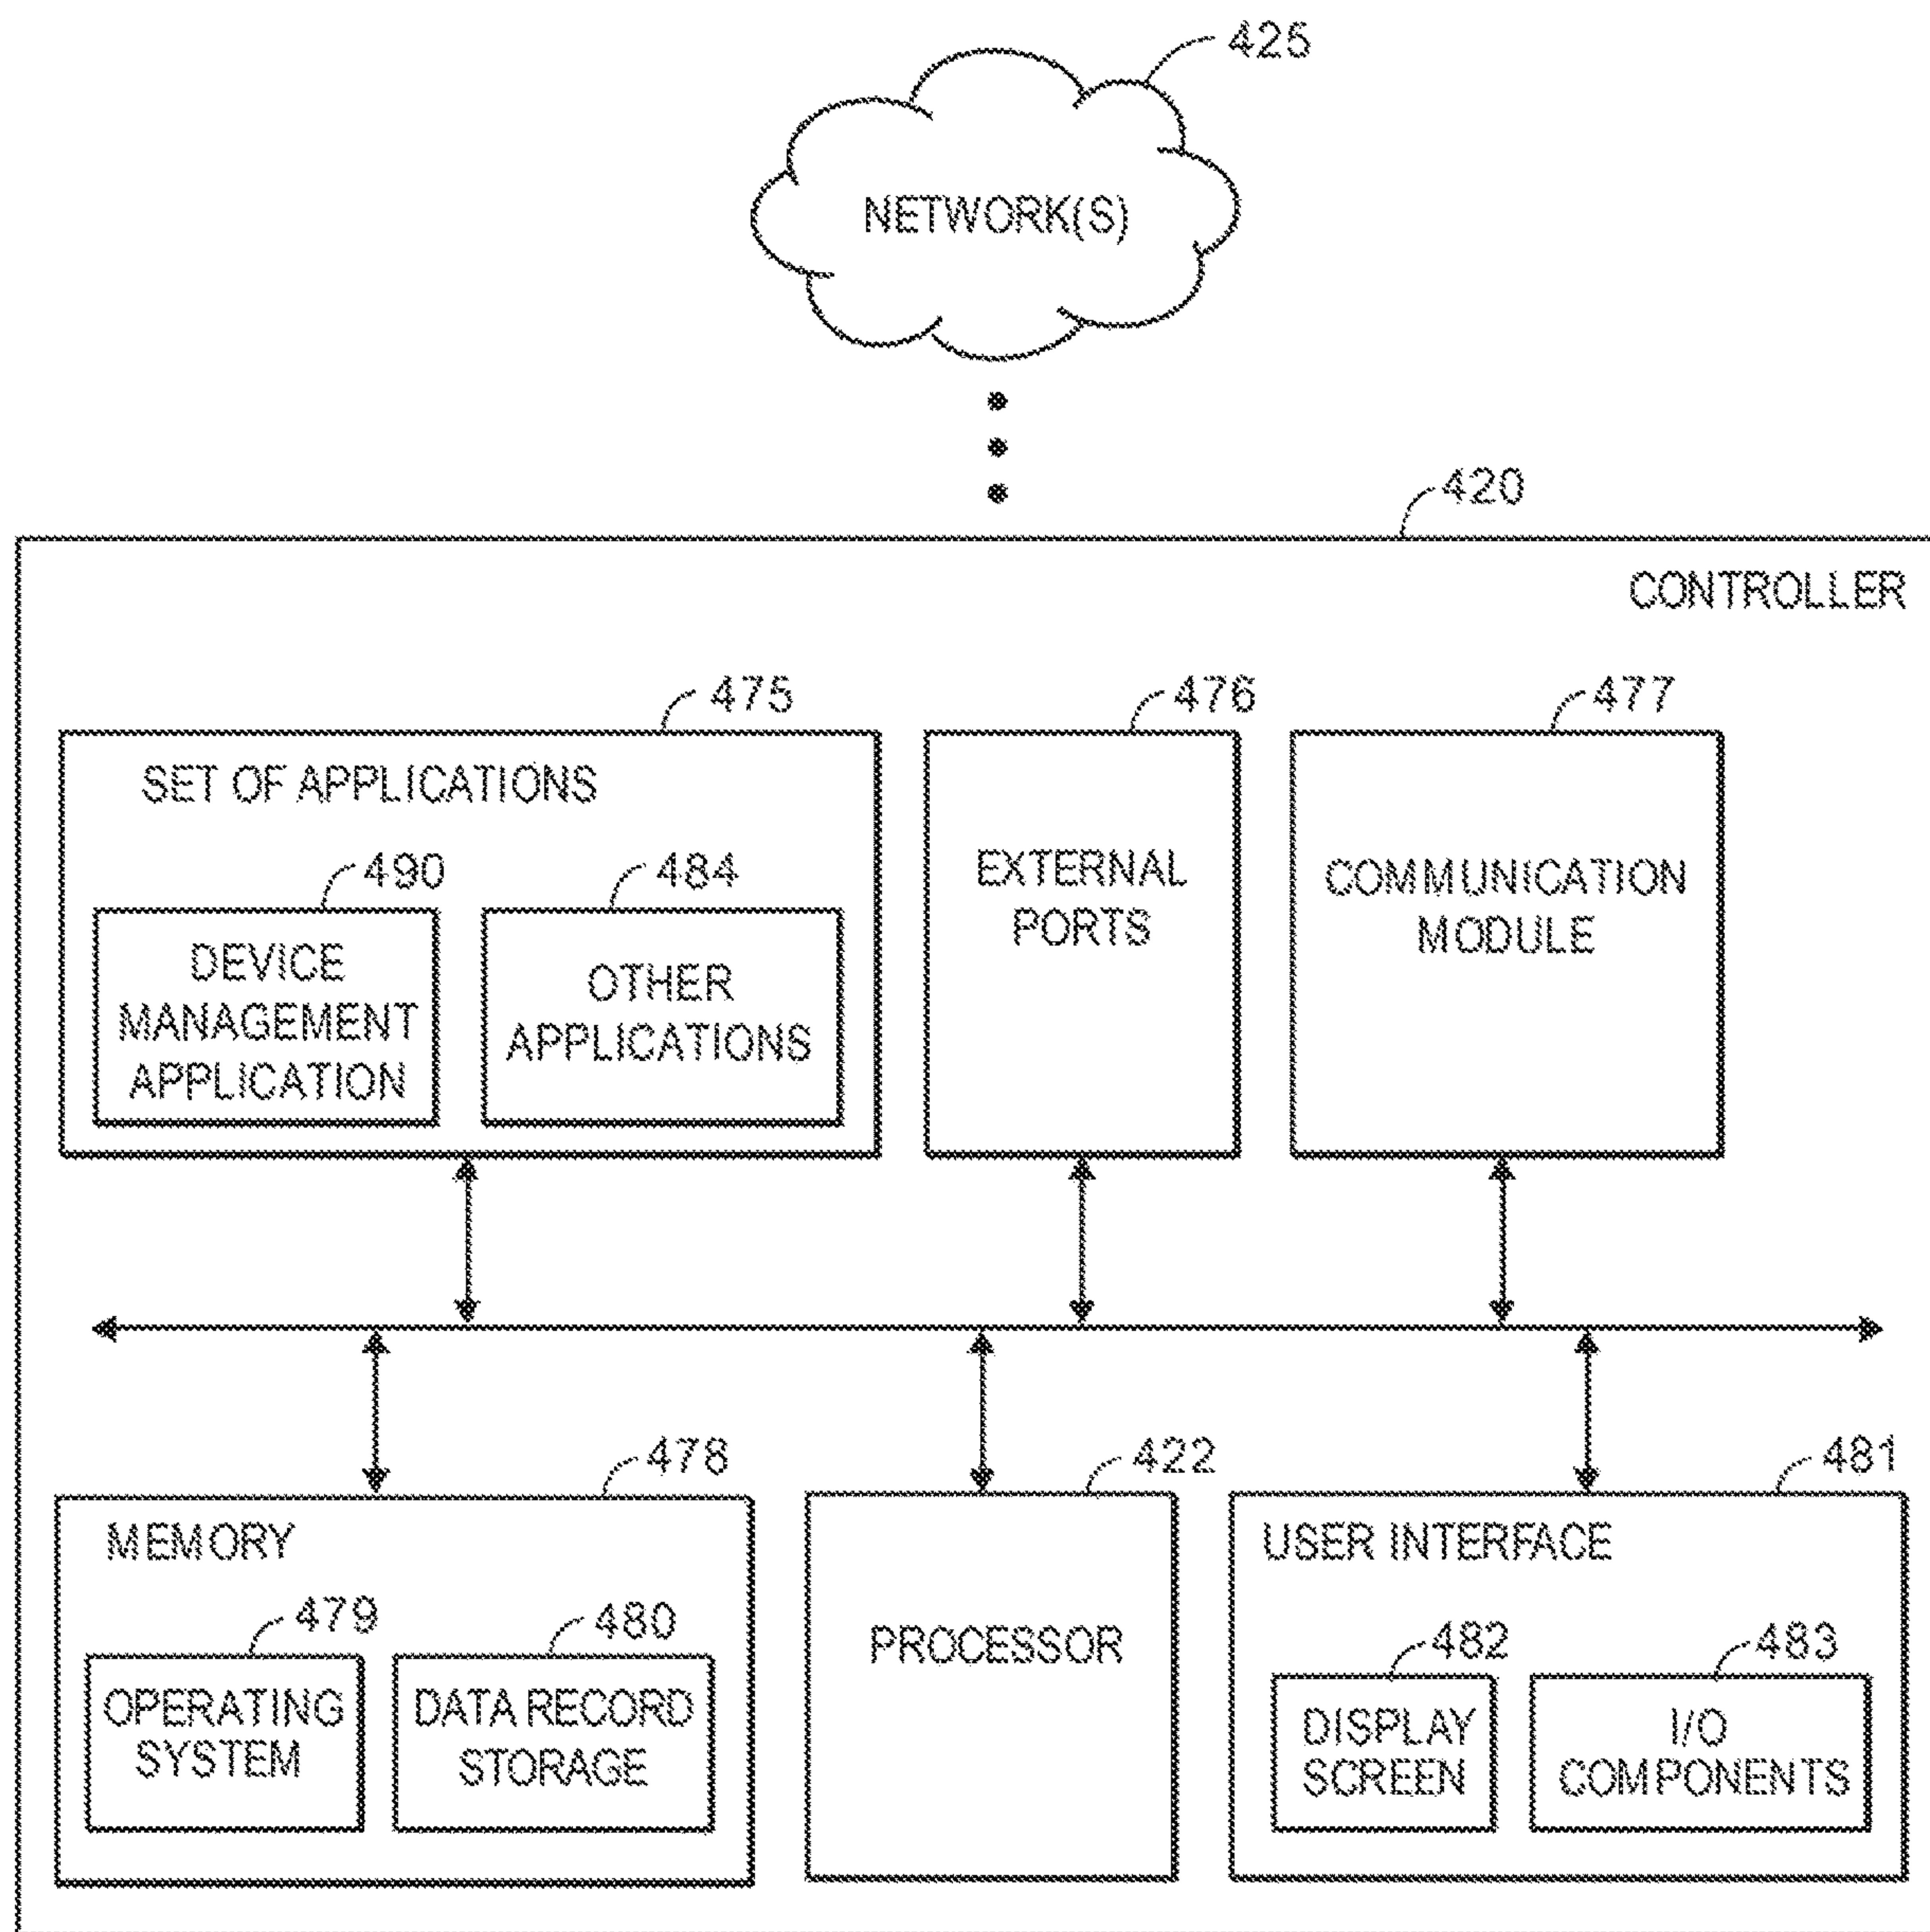 425
NETWORK(S)
420
CONTROLLER
475
SET OF APPLICATIONS
490
DEVICE
MANAGEMENT
APPLICATION
484
OTHER
APPLICATIONS
476
EXTERNAL
PORTS
477
COMMUNICATION
MODULE
478
MEMORY
479
OPERATING
SYSTEM
480
DATA RECORD
STORAGE
422
PROCESSOR
481
USER INTERFACE
482
DISPLAY
SCREEN
483
I/O
COMPONENTS